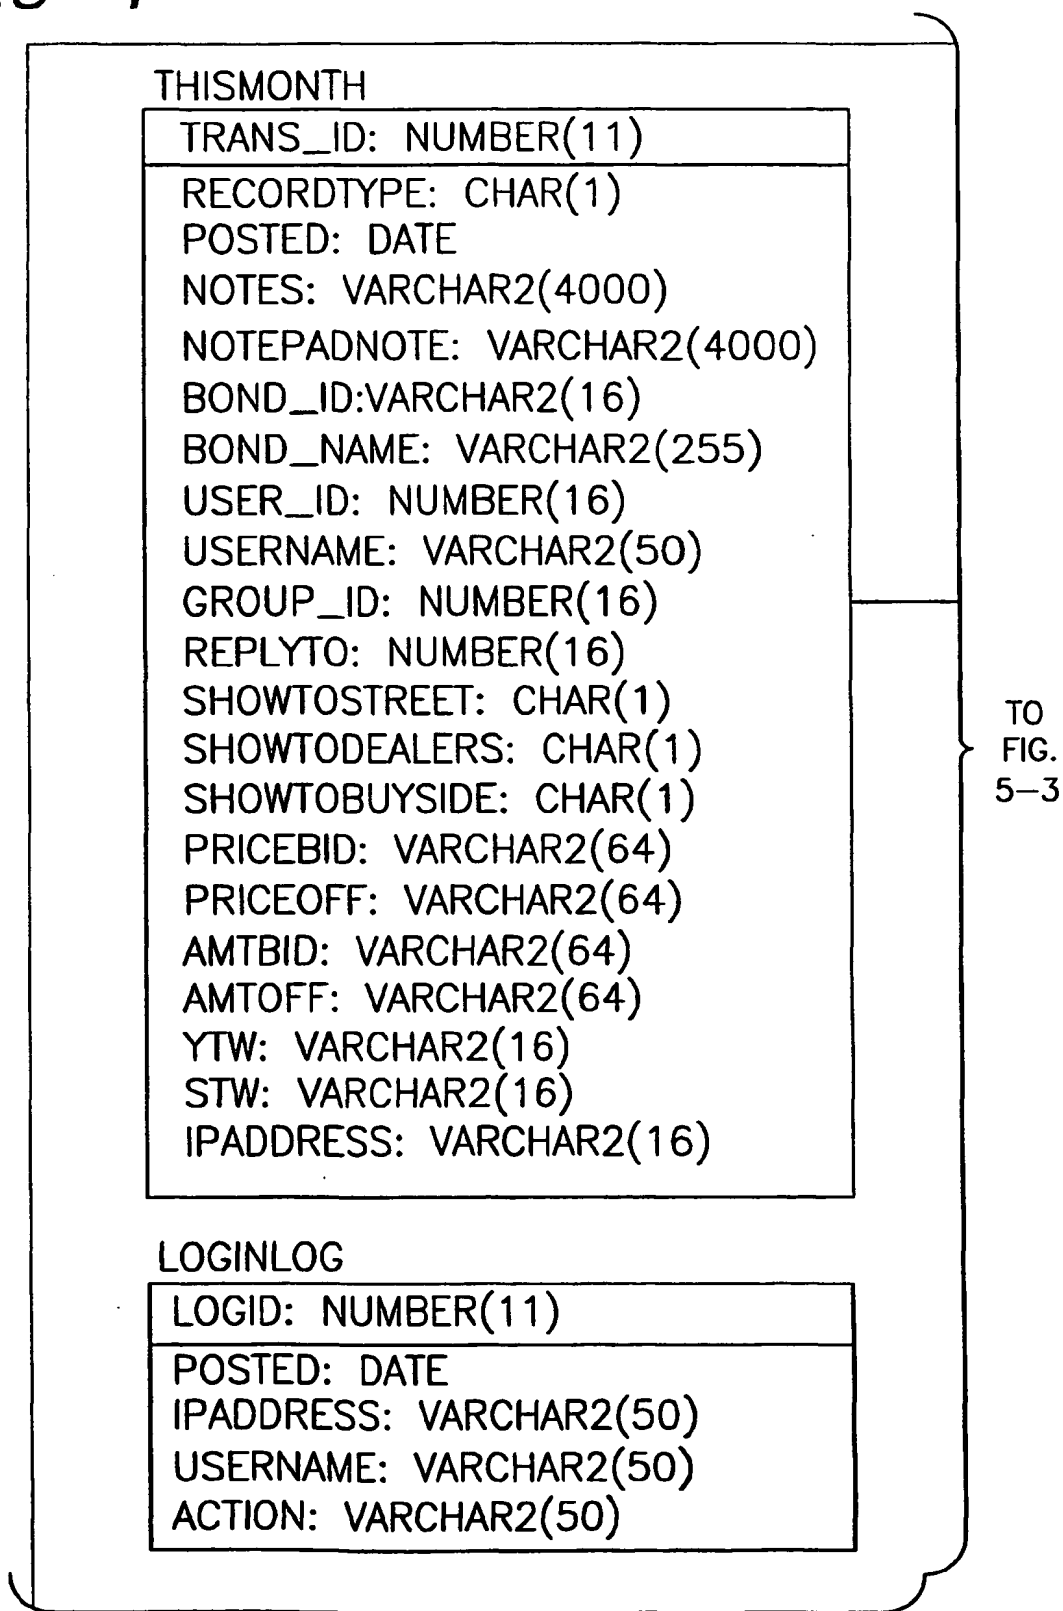 THISMONTH
TRANS_ID: NUMBER(11)
RECORDTYPE: CHAR(1)
POSTED: DATE
NOTES: VARCHAR2(4000)
NOTEPADNOTE: VARCHAR2(4000)
BOND_ID:VARCHAR2(16)
BOND_NAME: VARCHAR2(255)
USER_ID: NUMBER(16)
USERNAME: VARCHAR2(50)
GROUP_ID: NUMBER(16)
REPLYTO: NUMBER(16)
SHOWTOSTREET: CHAR(1)
SHOWTODEALERS: CHAR(1)
SHOWTOBUYSIDE: CHAR(1)
PRICEBID: VARCHAR2(64)
PRICEOFF: VARCHAR2(64)
AMTBID: VARCHAR2(64)
AMTOFF: VARCHAR2(64)
YTW: VARCHAR2(16)
STW: VARCHAR2(16)
IPADDRESS: VARCHAR2(16)
TO
FIG.
5–3
LOGINLOG
LOGID: NUMBER(11)
POSTED: DATE
IPADDRESS: VARCHAR2(50)
USERNAME: VARCHAR2(50)
ACTION: VARCHAR2(50)